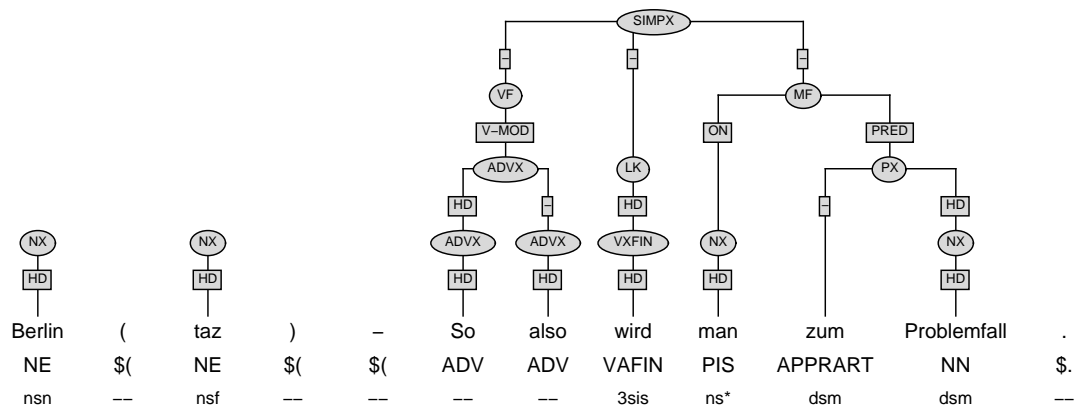 SIMPX
– – –
VF MF
V–MOD ON PRED
ADVX LK PX
HD – HD – HD
NX NX ADVX ADVX VXFIN NX NX
HD HD HD HD HD HD HD
Berlin ( taz ) – So also wird man zum Problemfall .
NE $( NE $( $( ADV ADV VAFIN PIS APPRART NN $.
nsn –– nsf –– –– –– –– 3sis ns* dsm dsm ––